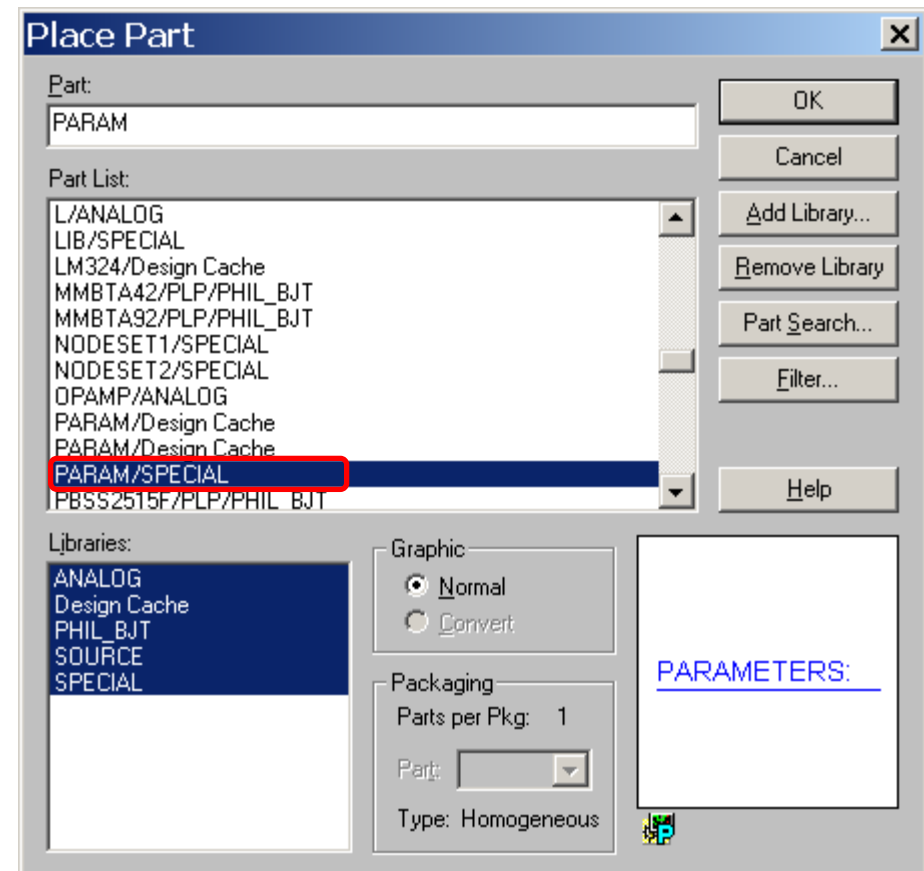 Place Part
Part:
PARAM
Part List:
L/ANALOG
LIB/SPECIAL
LM324/Design Cache
MMBTA42/PLP/PHIL_BJT
MMBTA92/PLP/PHIL_BJT
NODESET1/SPECIAL
NODESET2/SPECIAL
OPAMP/ANALOG
PARAM/Design Cache
PARAM/Design Cache
PARAM/SPECIAL
PBSS2515F/PLP/PHIL_BJT
OK
Cancel
Add Library...
Remove Library
Part Search...
Filter...
Help
Libraries:
ANALOG
Design Cache
PHIL_BJT
SOURCE
SPECIAL
Graphic
Normal
Convert
Packaging
Parts per Pkg: 1
Part:
Type: Homogeneous
PARAMETERS:
P